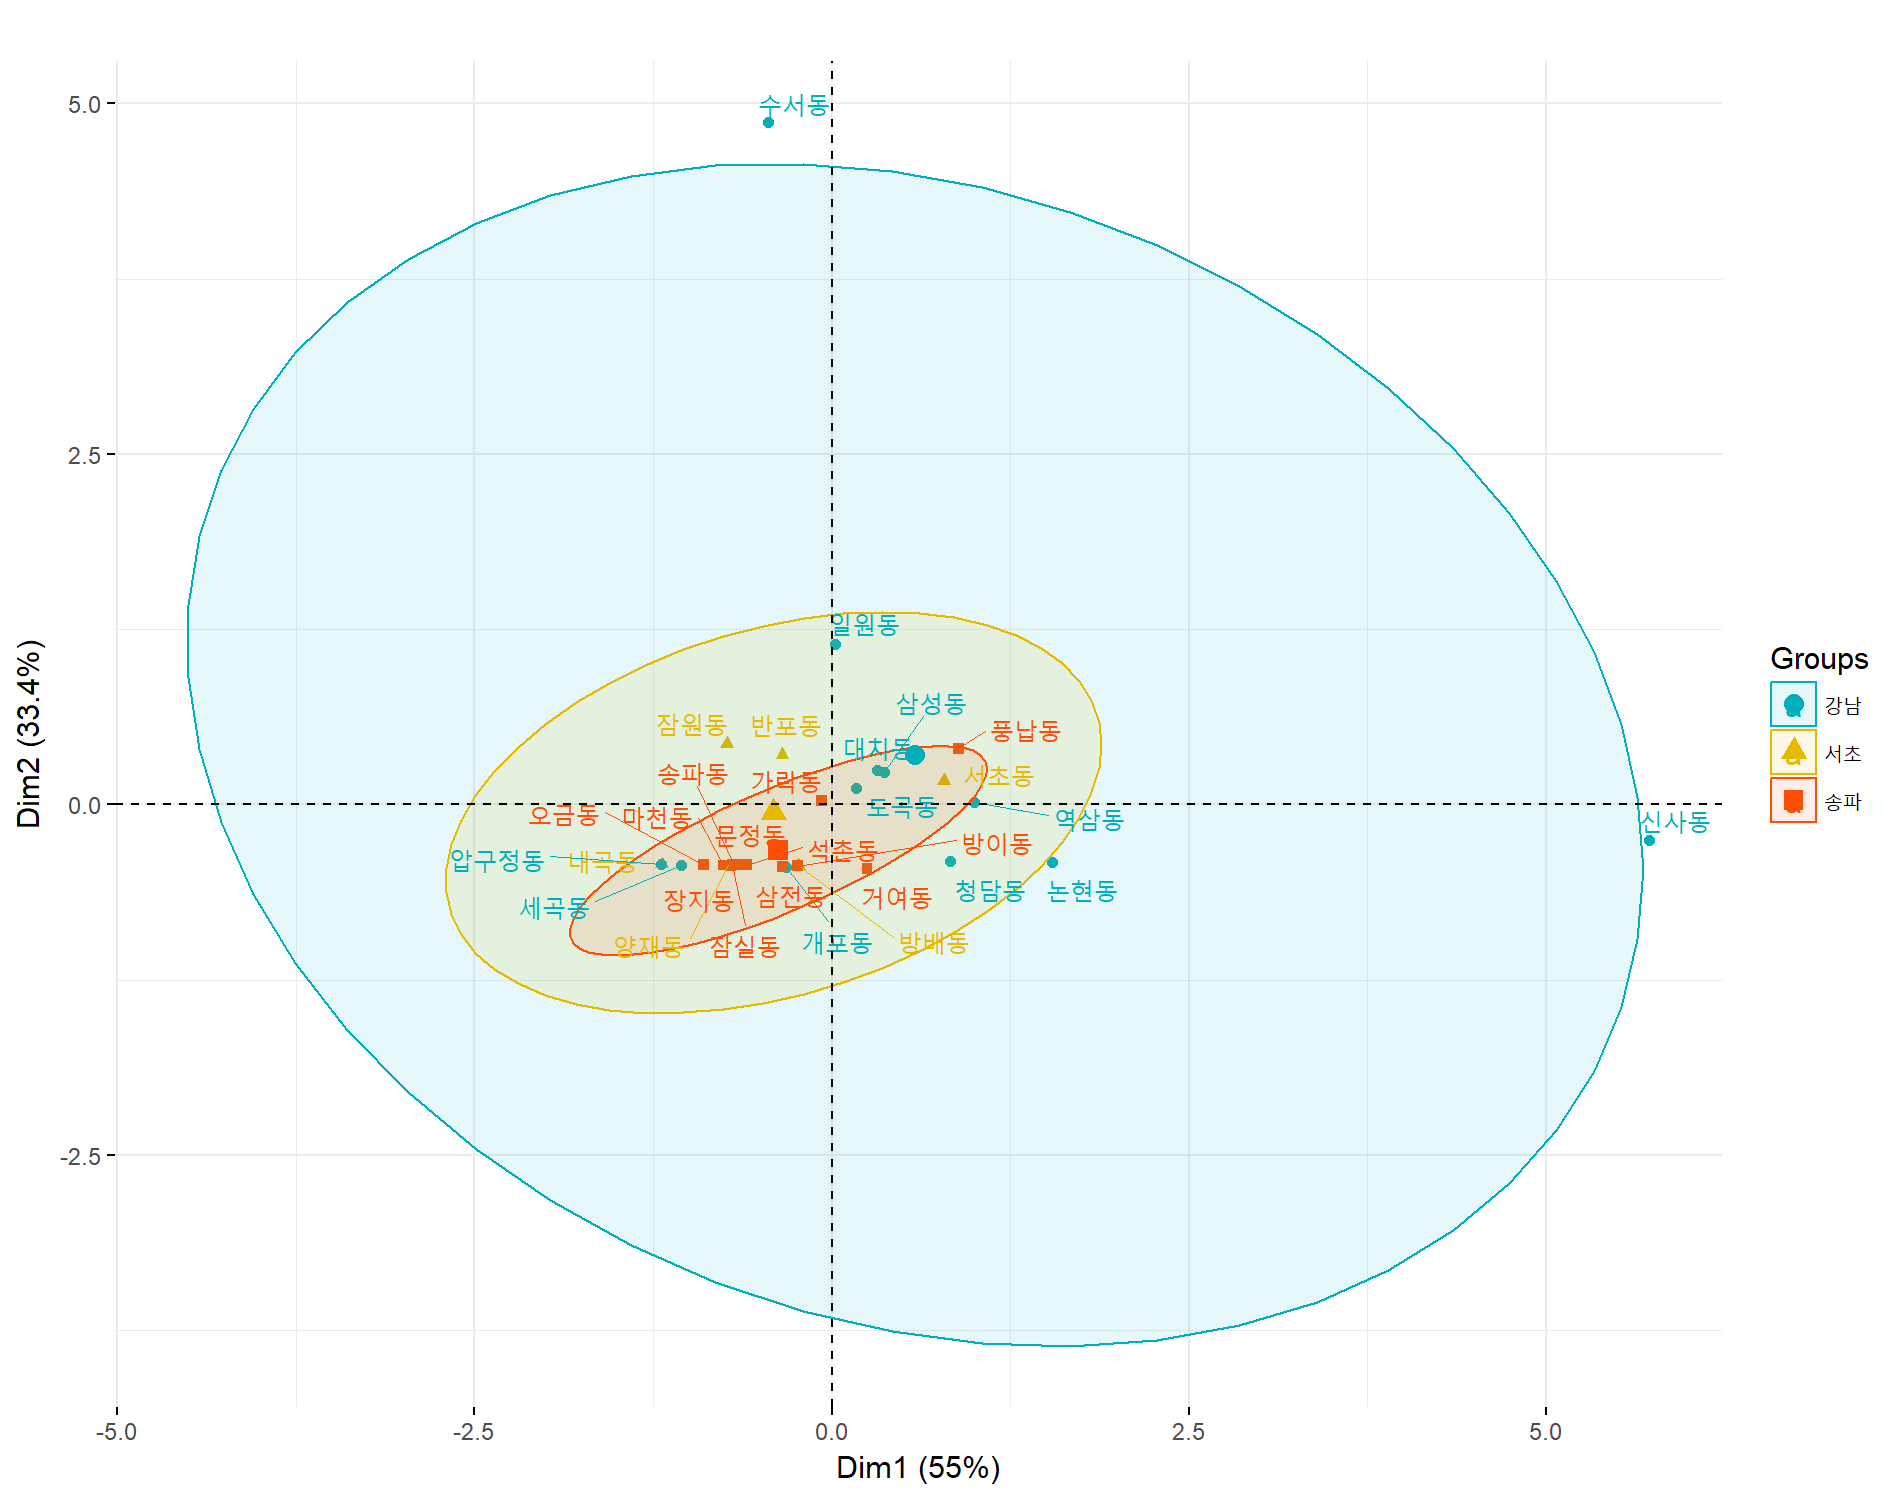 5.0
2.5
0.0
-2.5
-5.0
-2.5
0.0
2.5
5.0
Dim1 (55%)
Dim2 (33.4%)
수서동
일원동
삼성동
풍납동
잠원동
반포동
대치동
송파동
가락동
서초동
도곡동
오금동
마천동
역삼동
신사동
문정동
석촌동
방이동
압구정동
내곡동
세곡동
장지동
삼전동
거여동
청담동
논현동
양재동
잠실동
개포동
방배동
Groups
a 강남
a 서초
a 송파